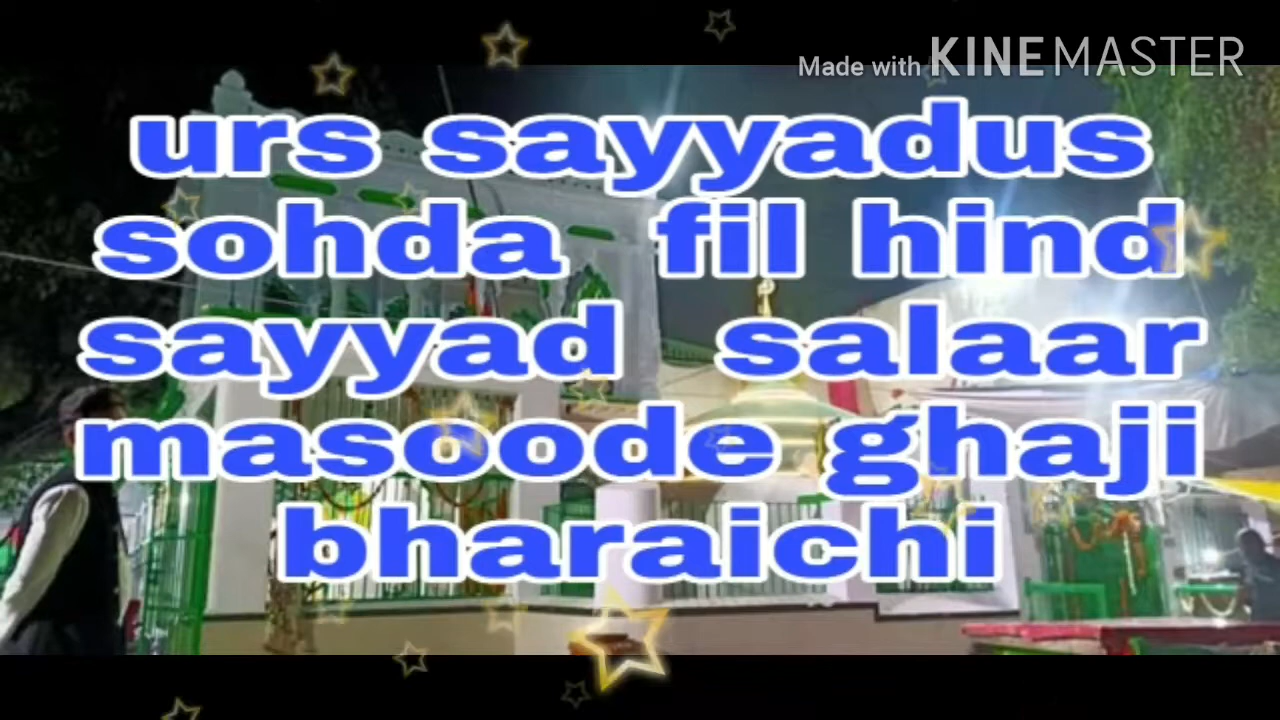 Made with KINEMASTER
urs sayyadus
sohda fil hind
sayyad salaar
masoode ghaji
bharaichi